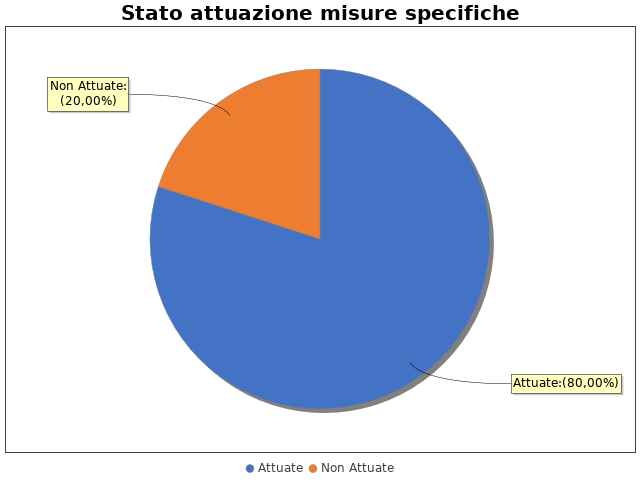 Stato attuazione misure specifiche
Non Attuate:
(20,00%)
Attuate:(80,00%)
Attuate
Non Attuate